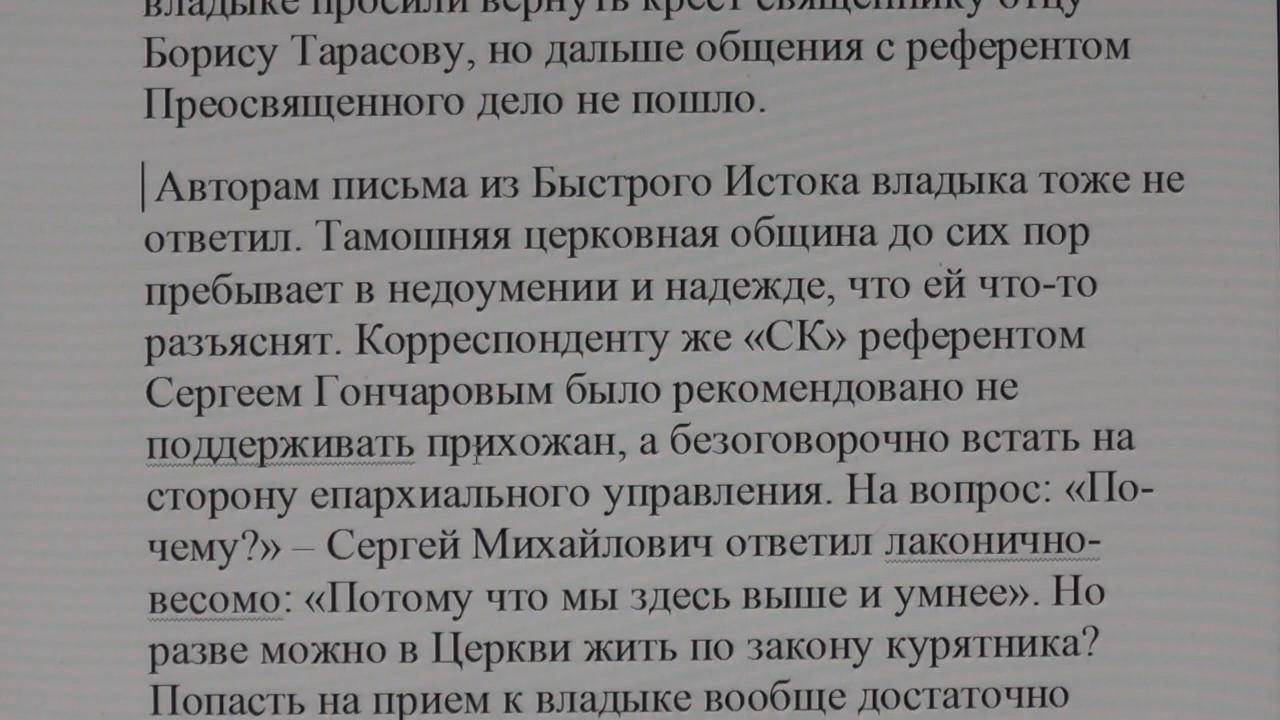 владыке просили вернуть крест священнику отцу
Борису Тарасову, но дальше общения с референтом
Преосвященного дело не пошло.
Авторам письма из Быстрого Истока владыка тоже не
ответил. Тамошняя церковная община до сих пор
пребывает в недоумении и надежде, что ей что-то
разъяснят. Корреспонденту же «СК» референтом
Сергеем Гончаровым было рекомендовано не
поддерживать прихожан, а безоговорочно встать на
сторону епархиального управления. На вопрос: «По-
чему?» – Сергей Михайлович ответил лаконично-
весомо: «Потому что мы здесь выше и умнее». Но
разве можно в Церкви жить по закону курятника?
Попасть на прием к владыке вообще достаточно